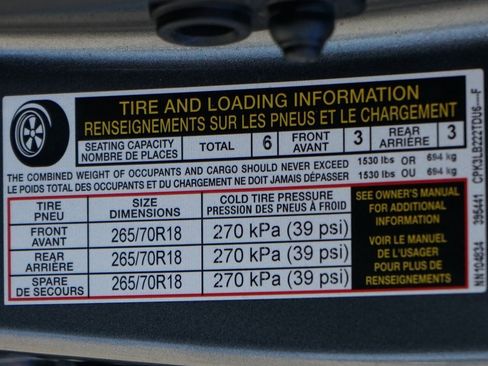 TIRE AND LOADING INFORMATION
RENSEIGNEMENTS SUR LES PNEUS ET LE CHARGEMENT
SEATING CAPACITY TOTAL 6 FRONT 3 REAR 3
NOMBRE DE PLACES AVANT ARRIÈRE
THE COMBINED WEIGHT OF OCCUPANTS AND CARGO SHOULD NEVER EXCEED 1530 lbs OR 694 kg
LE POIDS TOTAL DES OCCUPANTS ET DU CHARGEMENT NE DOIT JAMAIS DÉPASSER 1530 lbs OU 694 kg
TIRE SIZE COLD TIRE PRESSURE
PNEU DIMENSIONS PRESSION DES PNEUS À FROID
FRONT 265/70R18 270 kPa (39 psi)
AVANT
REAR 265/70R18 270 kPa (39 psi)
ARRIÈRE
SPARE 265/70R18 270 kPa (39 psi)
DE SECOURS
SEE OWNER'S MANUAL
FOR ADDITIONAL
INFORMATION
VOIR LE MANUEL
DE L'USAGER
POUR PLUS DE
RENSEIGNEMENTS
NN104834 395441 CPK3LB222TDU6--F